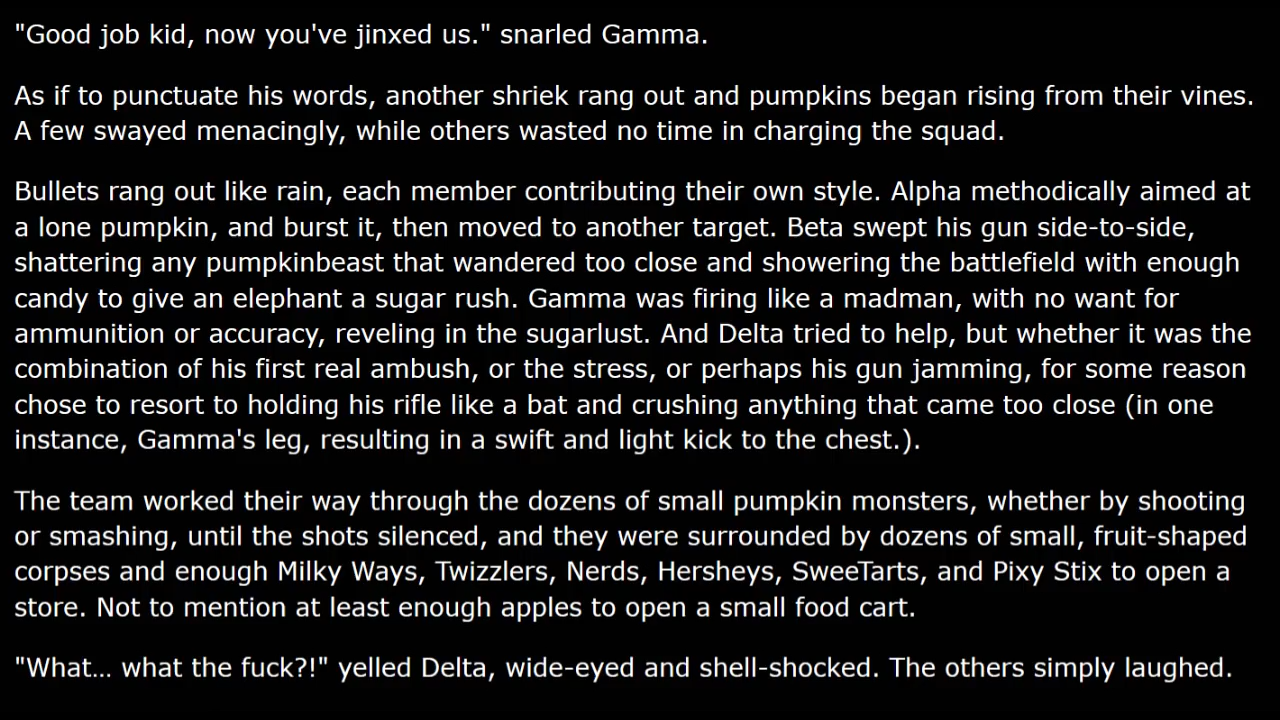 "Good job kid, now you've jinxed us." snarled Gamma.
As if to punctuate his words, another shriek rang out and pumpkins began rising from their vines.
A few swayed menacingly, while others wasted no time in charging the squad.
Bullets rang out like rain, each member contributing their own style. Alpha methodically aimed at
a lone pumpkin, and burst it, then moved to another target. Beta swept his gun side-to-side,
shattering any pumpkinbeast that wandered too close and showering the battlefield with enough
candy to give an elephant a sugar rush. Gamma was firing like a madman, with no want for
ammunition or accuracy, reveling in the sugarlust. And Delta tried to help, but whether it was the
combination of his first real ambush, or the stress, or perhaps his gun jamming, for some reason
chose to resort to holding his rifle like a bat and crushing anything that came too close (in one
instance, Gamma's leg, resulting in a swift and light kick to the chest.).
The team worked their way through the dozens of small pumpkin monsters, whether by shooting
or smashing, until the shots silenced, and they were surrounded by dozens of small, fruit-shaped
corpses and enough Milky Ways, Twizzlers, Nerds, Hersheys, SweeTarts, and Pixy Stix to open a
store. Not to mention at least enough apples to open a small food cart.
"What… what the fuck?!" yelled Delta, wide-eyed and shell-shocked. The others simply laughed.